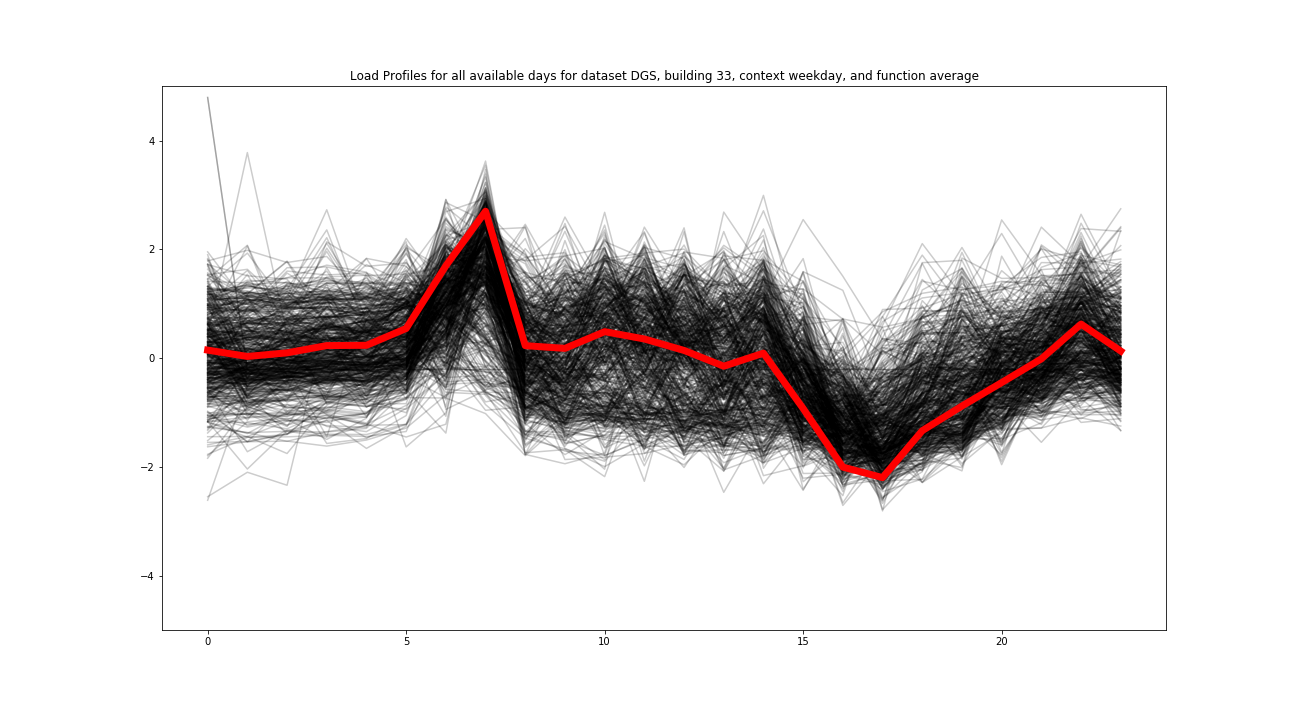 Load Profiles for all available days for dataset DGS, building 33, context weekday, and function average
4
2
0
−2
−4
0 5 10 15 20